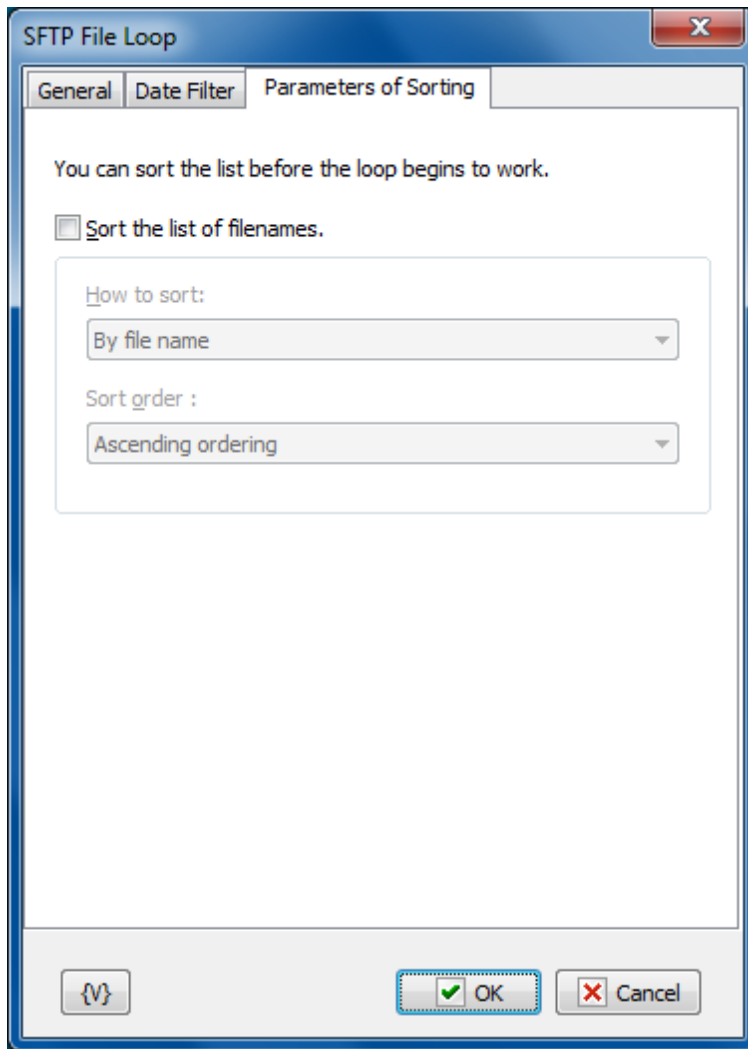 SFTP File Loop
General
Date Filter
Parameters of Sorting
You can sort the list before the loop begins to work.
Sort the list of filenames.
How to sort:
By file name
Sort order :
Ascending ordering
{V}
OK
Cancel